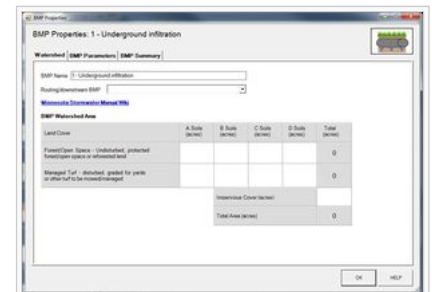 BMP Properties
BMP Properties: 1 - Underground infiltration
Watershed BMP Parameters BMP Summary
BMP Name 1 - Underground infiltration
Routing/downstream BMP
Minnesota Stormwater Manual Wiki
BMP Watershed Area
Land Cover A Soils (acres) B Soils (acres) C Soils (acres) D Soils (acres) Total (acres)
Forest/Open Space - Undisturbed, protected
forest/open space or reforested land 0
Managed Turf - disturbed, graded for yards
or other turf to be mowed/managed 0
Impervious Cover (acres)
Total Area (acres) 0
OK HELP